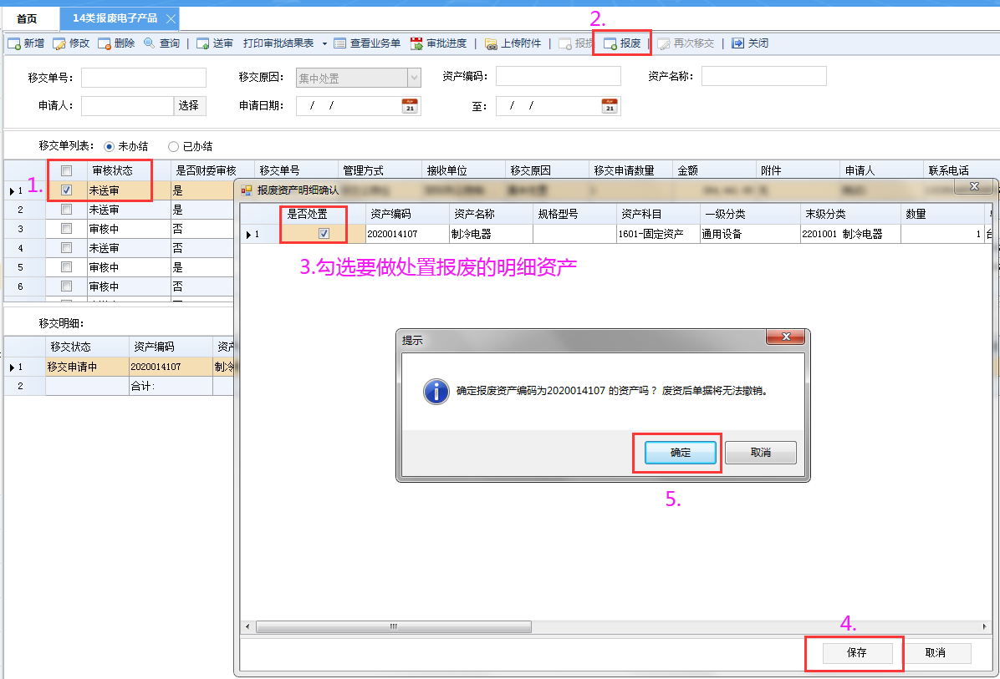 首页 14类报废电子产品
2.
新增 修改 删除 查询 送审 打印审批结果表 查看业务单 审批进度 上传附件 报损 报废 再次移交 关闭
移交单号: 移交原因: 集中处置 资产编码: 资产名称:
申请人: 选择 申请日期: / / 21 至: / / 21
移交单列表: 未办结 已办结
审核状态 是否财委审核 移交单号 管理方式 接收单位 移交原因 移交申请数量 金额 附件 申请人 联系电话
1.
1 未送审 是
2 未送审 是
3 审核中 否
4 未送审 否
5 审核中 是
6 审核中 否
移交明细:
移交状态 资产编码
1 移交申请中 2020014107 制冷
2 合计:
报废资产明细确认
是否处置 资产编码 资产名称 规格型号 资产科目 一级分类 末级分类 数量
1 2020014107 制冷电器 1601-固定资产 通用设备 2201001 制冷电器 1 台
3.勾选要做处置报废的明细资产
提示
确定报废资产编码为2020014107 的资产吗？废资后单据将无法撤销。
确定 取消
5.
4.
保存 取消